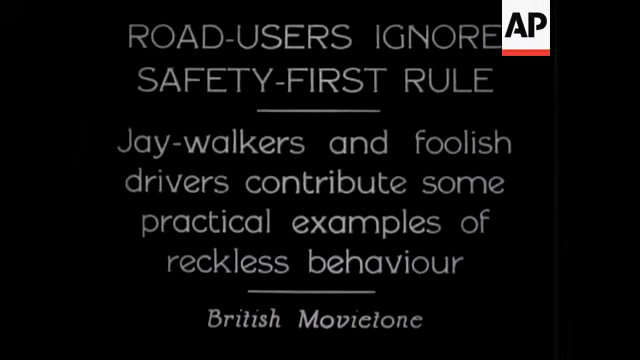 AP
ROAD-USERS IGNORE
SAFETY-FIRST RULE
Jay-walkers and foolish
drivers contribute some
practical examples of
reckless behaviour
British Movietone